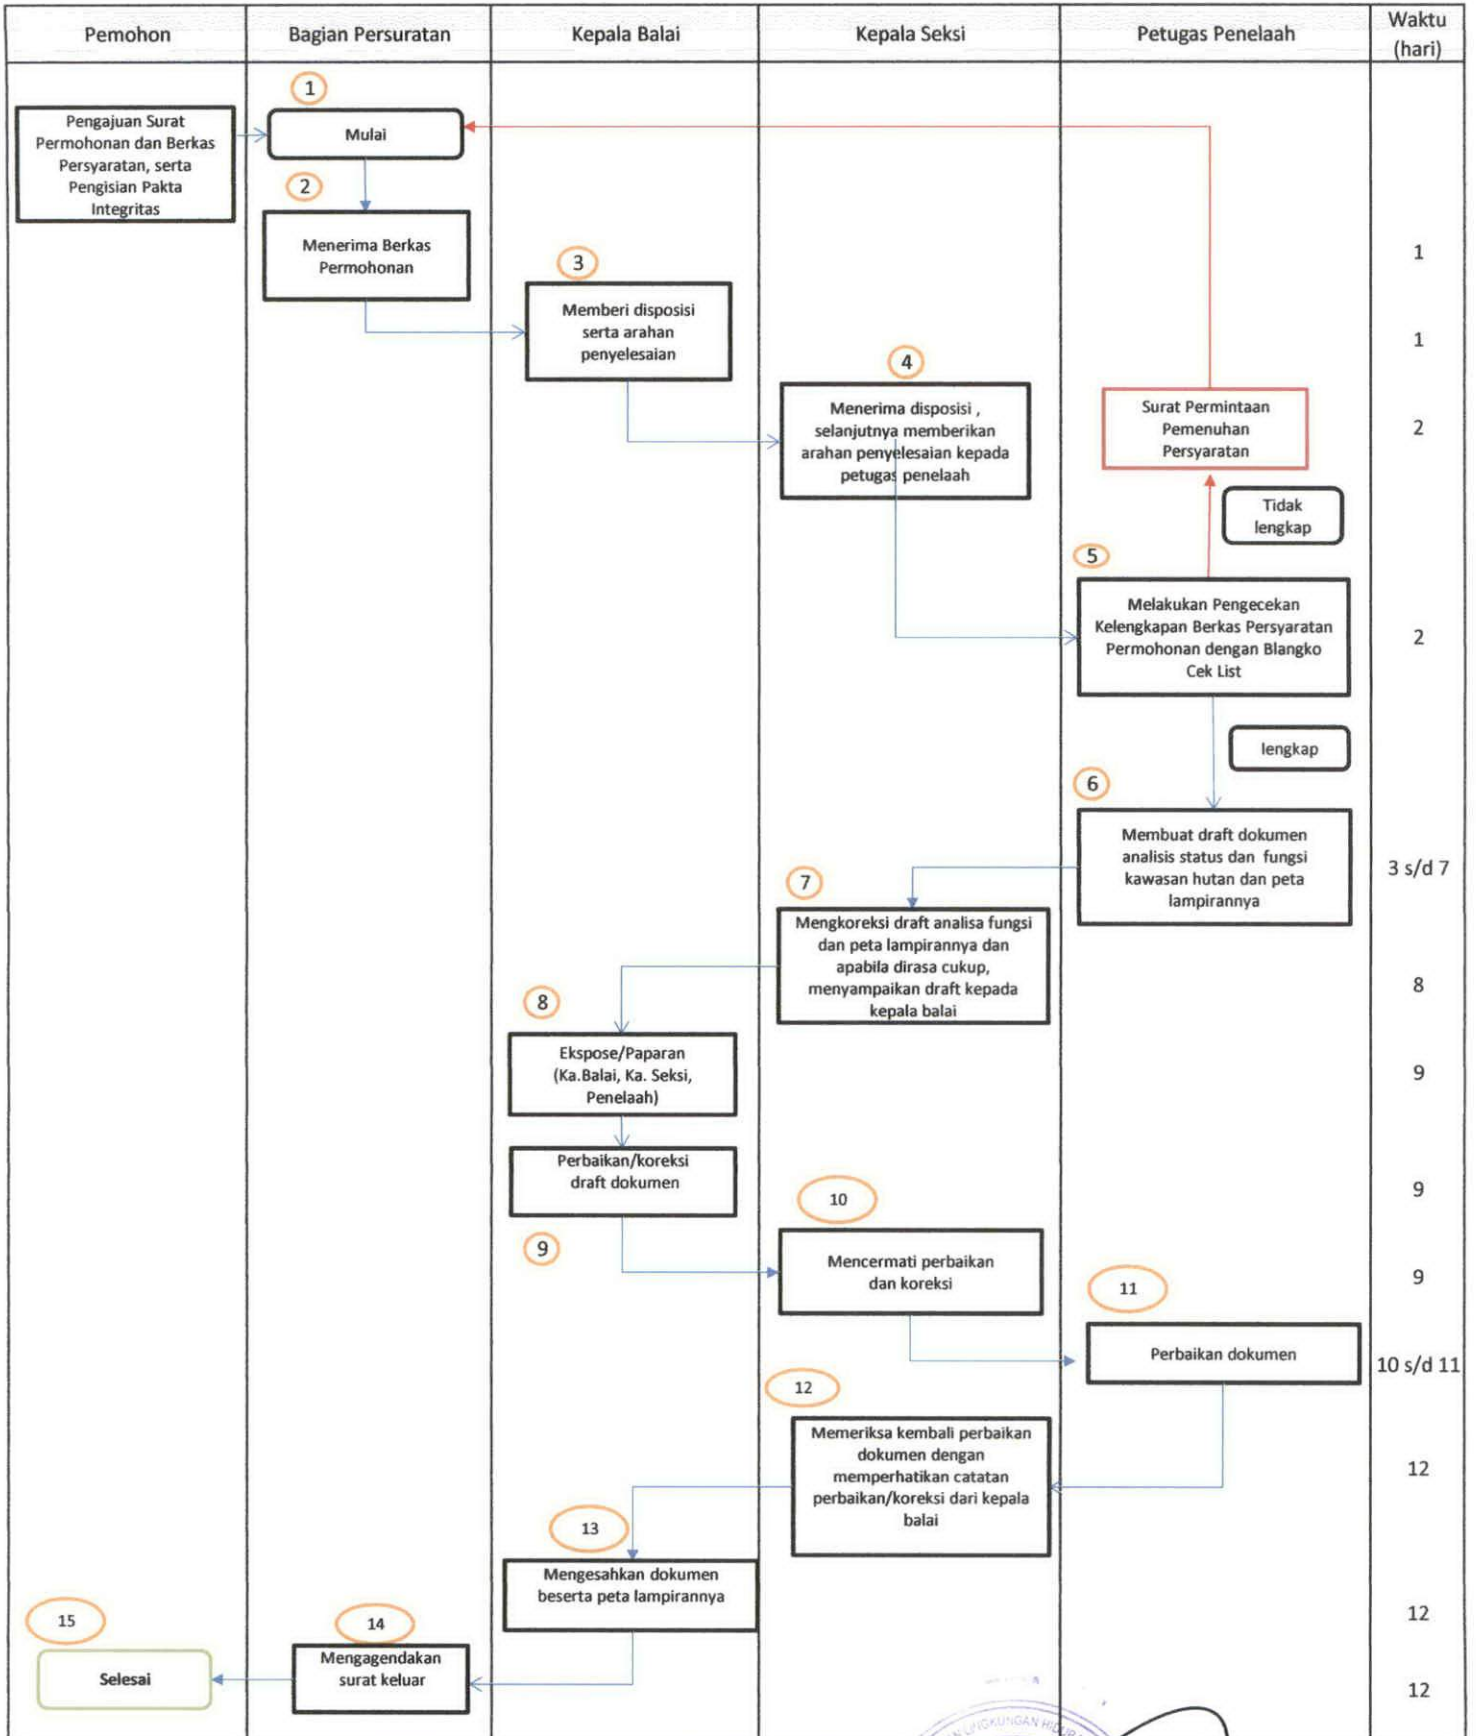 Pemohon
Bagian Persuratan
Kepala Balai
Kepala Seksi
Petugas Penelaah
Waktu
(hari)
1
Pengajuan Surat
Permohonan dan Berkas
Persyaratan, serta
Pengisian Pakta
Integritas
Mulai
2
Menerima Berkas
Permohonan
1
3
Memberi disposisi
serta arahan
penyelesaian
1
4
Menerima disposisi ,
selanjutnya memberikan
arahan penyelesaian kepada
petugas penelaah
Surat Permintaan
Pemenuhan
Persyaratan
2
Tidak
lengkap
5
Melakukan Pengecekan
Kelengkapan Berkas Persyaratan
Permohonan dengan Blangko
Cek List
2
lengkap
6
Membuat draft dokumen
analisis status dan fungsi
kawasan hutan dan peta
lampirannya
3 s/d 7
7
Mengkoreksi draft analisa fungsi
dan peta lampirannya dan
apabila dirasa cukup,
menyampaikan draft kepada
kepala balai
8
8
Ekspose/Paparan
(Ka.Balai, Ka. Seksi,
Penelaah)
9
Perbaikan/koreksi
draft dokumen
9
9
10
Mencermati perbaikan
dan koreksi
9
11
Perbaikan dokumen
10 s/d 11
12
Memeriksa kembali perbaikan
dokumen dengan
memperhatikan catatan
perbaikan/koreksi dari kepala
balai
12
13
Mengesahkan dokumen
beserta peta lampirannya
12
14
Mengagendakan
surat keluar
12
15
Selesai
LINGKUNGAN HIDUP